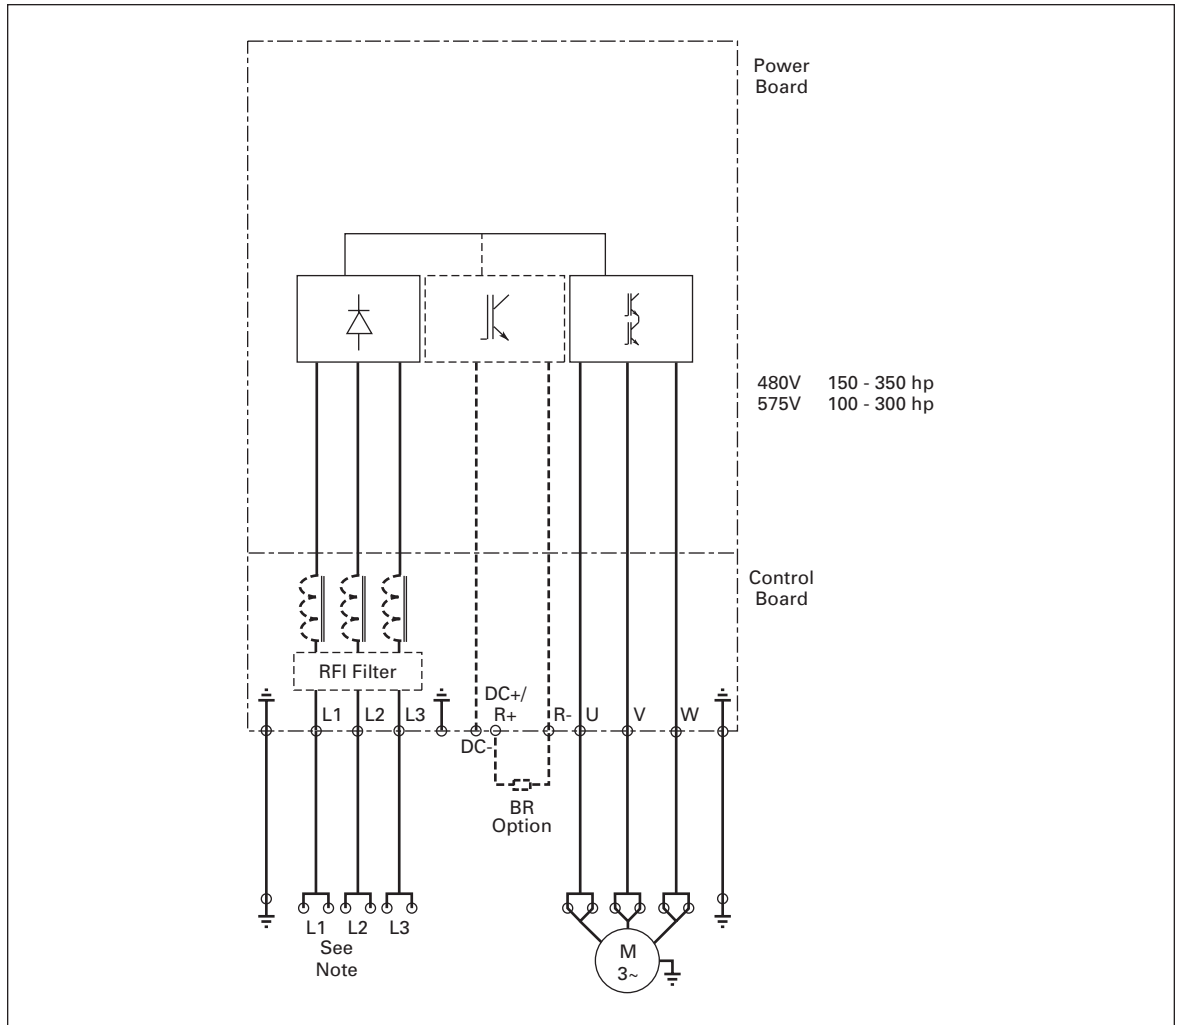 Power
Board
480V 150 - 350 hp
575V 100 - 300 hp
Control
Board
RFI Filter
DC+/
L1 L2 L3 R+ R- U V W
DC-
BR
Option
L1 L2 L3
See
Note
M
3~